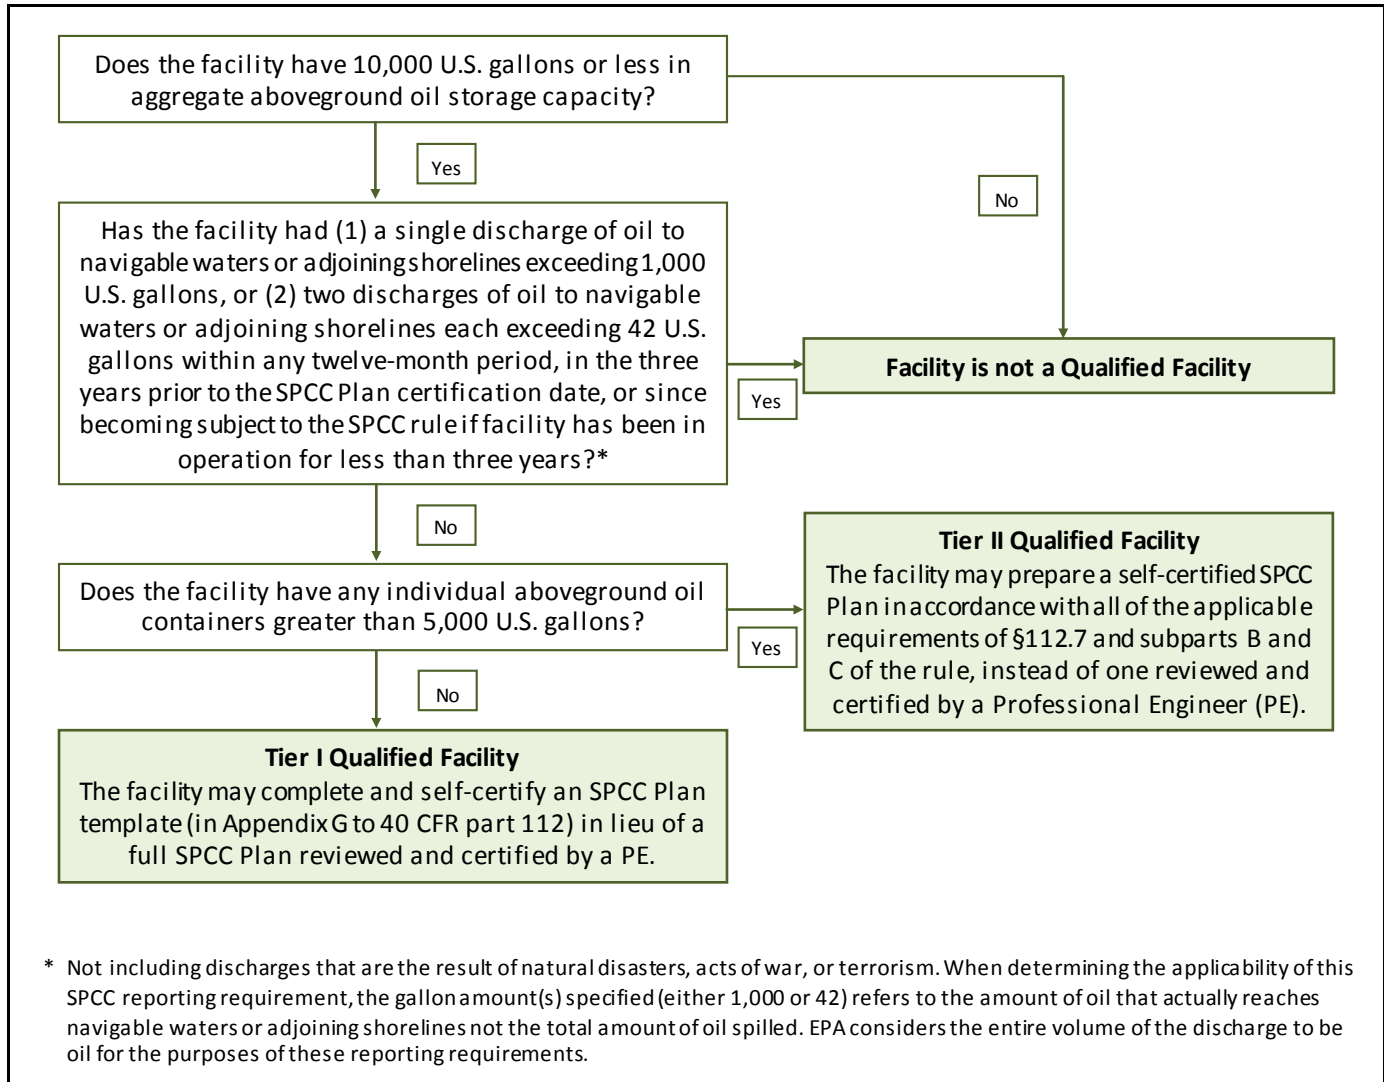 Does the facility have 10,000 U.S. gallons or less in
aggregate aboveground oil storage capacity?
Yes
No
Has the facility had (1) a single discharge of oil to
navigable waters or adjoining shorelines exceeding 1,000
U.S. gallons, or (2) two discharges of oil to navigable
waters or adjoining shorelines each exceeding 42 U.S.
gallons within any twelve-month period, in the three
years prior to the SPCC Plan certification date, or since
becoming subject to the SPCC rule if facility has been in
operation for less than three years?*
Yes
Facility is not a Qualified Facility
No
Does the facility have any individual aboveground oil
containers greater than 5,000 U.S. gallons?
Yes
Tier II Qualified Facility
The facility may prepare a self-certified SPCC
Plan in accordance with all of the applicable
requirements of §112.7 and subparts B and
C of the rule, instead of one reviewed and
certified by a Professional Engineer (PE).
No
Tier I Qualified Facility
The facility may complete and self-certify an SPCC Plan
template (in Appendix G to 40 CFR part 112) in lieu of a
full SPCC Plan reviewed and certified by a PE.
* Not including discharges that are the result of natural disasters, acts of war, or terrorism. When determining the applicability of this
SPCC reporting requirement, the gallon amount(s) specified (either 1,000 or 42) refers to the amount of oil that actually reaches
navigable waters or adjoining shorelines not the total amount of oil spilled. EPA considers the entire volume of the discharge to be
oil for the purposes of these reporting requirements.